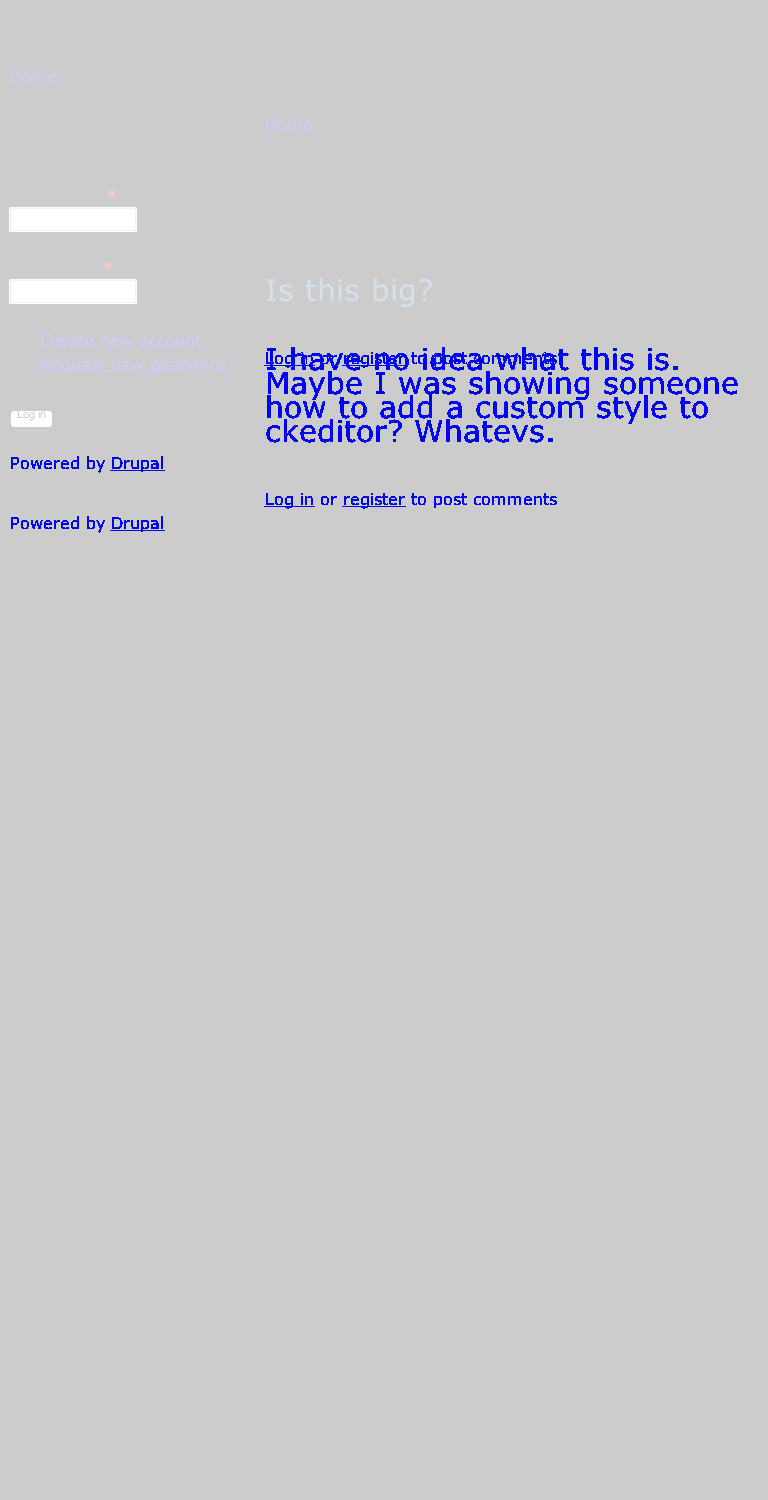 Home
Home
*
*
Is this big?
Create new account
Request new password
Log in or register to post comments
I have no idea what this is.
Maybe I was showing someone
how to add a custom style to
ckeditor? Whatevs.
Log in
Powered by Drupal
Log in or register to post comments
Powered by Drupal